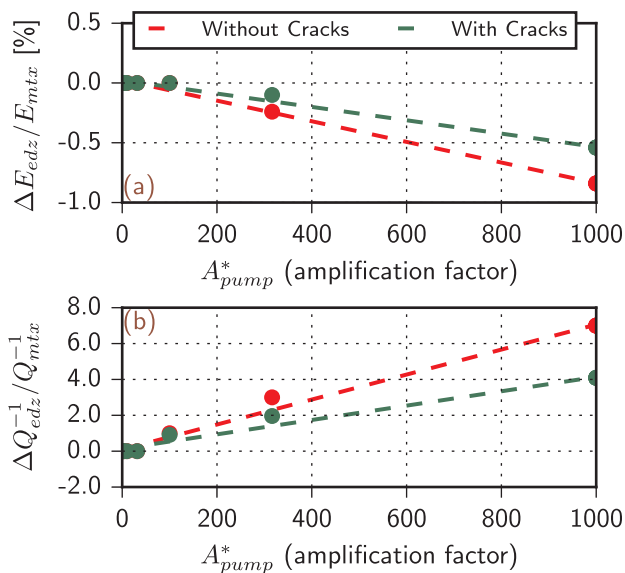 Without Cracks With Cracks
ΔE_edz/E_mtx [%]
0.5
0.0
-0.5
-1.0
(a)
0 200 400 600 800 1000
A*_pump (amplification factor)
ΔQ⁻¹_edz/Q⁻¹_mtx
8.0
6.0
4.0
2.0
0.0
-2.0
(b)
0 200 400 600 800 1000
A*_pump (amplification factor)